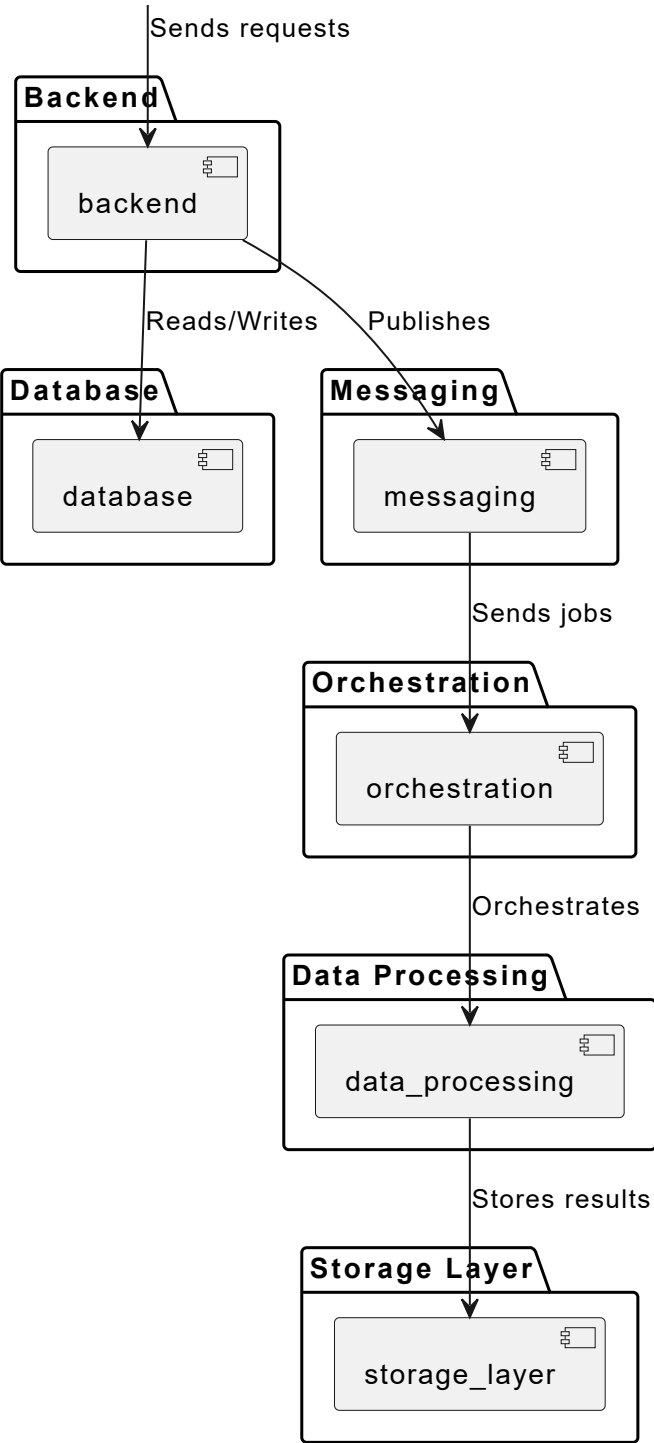 Sends requests
Backend
backend
Reads/Writes
Publishes
Database
Messaging
database
messaging
Sends jobs
Orchestration
orchestration
Orchestrates
Data Processing
data_processing
Stores results
Storage Layer
storage_layer